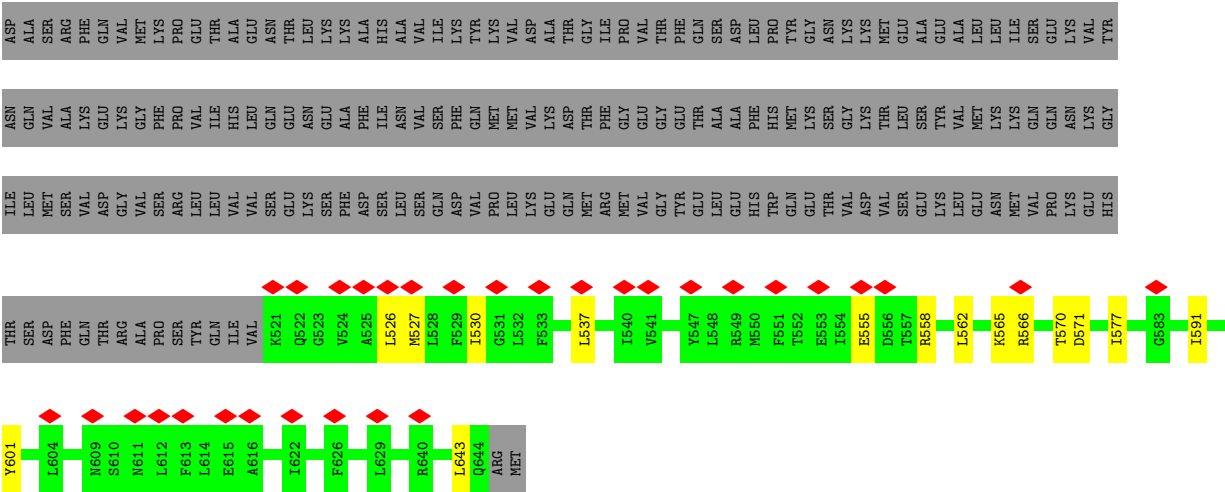 ASP ALA SER ARG PHE GLN VAL MET LYS PRO GLU THR ALA GLU ASN THR LEU LYS LYS ALA HIS ALA VAL ILE LYS TYR LYS VAL ASP ALA THR GLY ILE PRO VAL THR PHE GLN SER ASP LEU PRO TYR GLY ASN LYS LYS MET GLU ALA GLU ALA LEU LEU ILE SER GLU LYS VAL TYR
ASN GLN VAL ALA LYS GLU LYS GLY PHE PRO VAL ILE HIS LEU GLN GLU ASN GLU ALA PHE ILE ASN VAL SER PHE GLN MET MET VAL LYS ASP THR ARG PHE GLY GLU GLY GLU THR ALA ALA PHE HIS MET LYS SER GLY LYS THR LEU SER TYR VAL MET LYS LYS GLN GLN ASN LYS GLY
ILE LEU MET SER VAL ASP GLY VAL SER ARG LEU LEU VAL VAL SER GLU LYS SER PHE ASP SER LEU SER GLN ASP VAL PRO LEU LYS GLU GLN MET ARG MET VAL GLY TYR GLU LEU GLU HIS TRP GLN GLU THR VAL ASP VAL SER GLU LYS LEU GLU ASN MET VAL PRO LYS GLU HIS
THR SER ASP PHE GLN THR ARG ALA PRO SER TYR GLN ILE VAL K521 Q522 G523 V524 A525 L526 M527 L528 F529 I530 G531 L532 F533 L537 I540 V541 Y547 L548 R549 M550 F551 T552 E553 I554 E555 D556 T557 R558 L562 K565 R566 T570 D571 I577 G583 I591
Y601 L604 N609 S610 N611 L612 F613 L614 E615 A616 I622 F626 L629 R640 L643 Q644 ARG MET